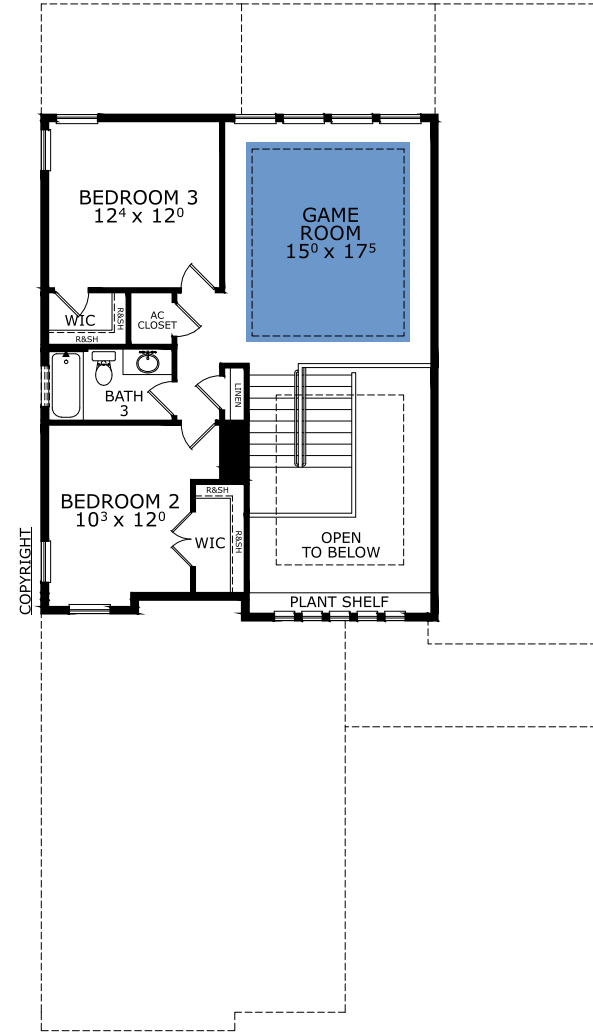 BEDROOM 3
12⁴ x 12⁰
GAME
ROOM
15⁰ x 17⁵
WIC
R&SH
R&SH
AC
CLOSET
BATH
3
LINEN
BEDROOM 2
10³ x 12⁰
R&SH
WIC
R&SH
OPEN
TO BELOW
PLANT SHELF
COPYRIGHT